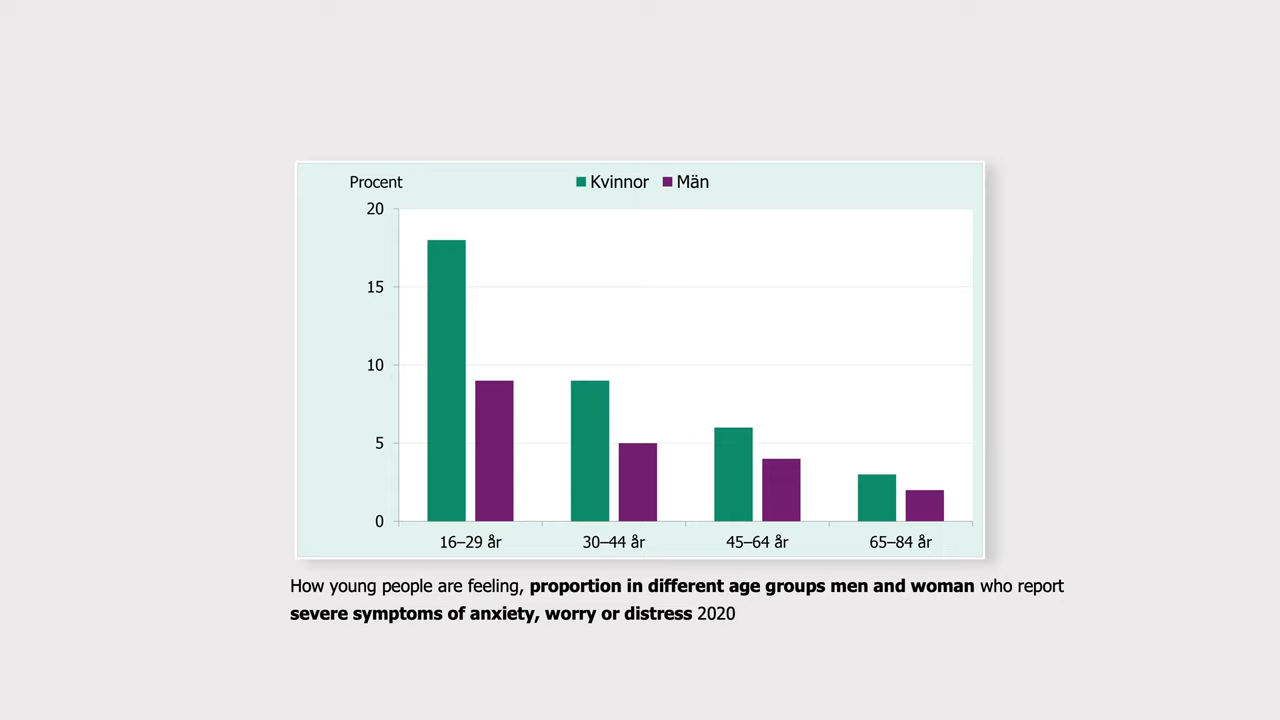 Procent
Kvinnor Män
20
15
10
5
0
16–29 år 30–44 år 45–64 år 65–84 år
How young people are feeling, proportion in different age groups men and woman who report
severe symptoms of anxiety, worry or distress 2020